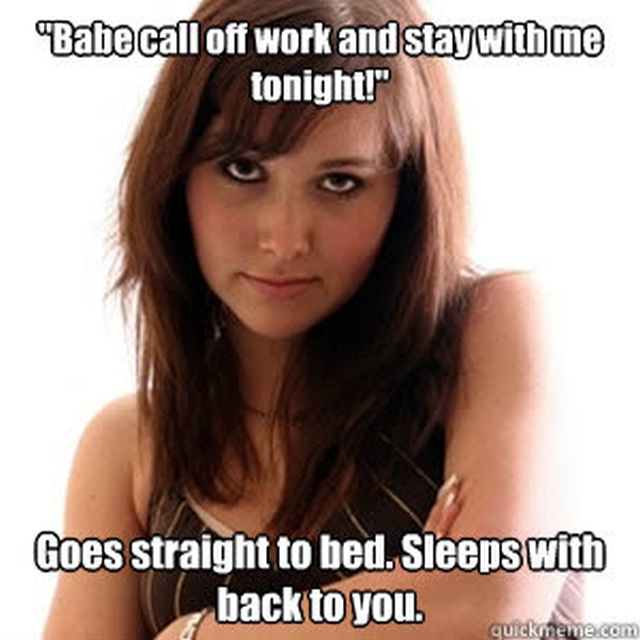 "Babe call off work and stay with me
tonight!"
Goes straight to bed. Sleeps with
back to you.
quickmeme.com